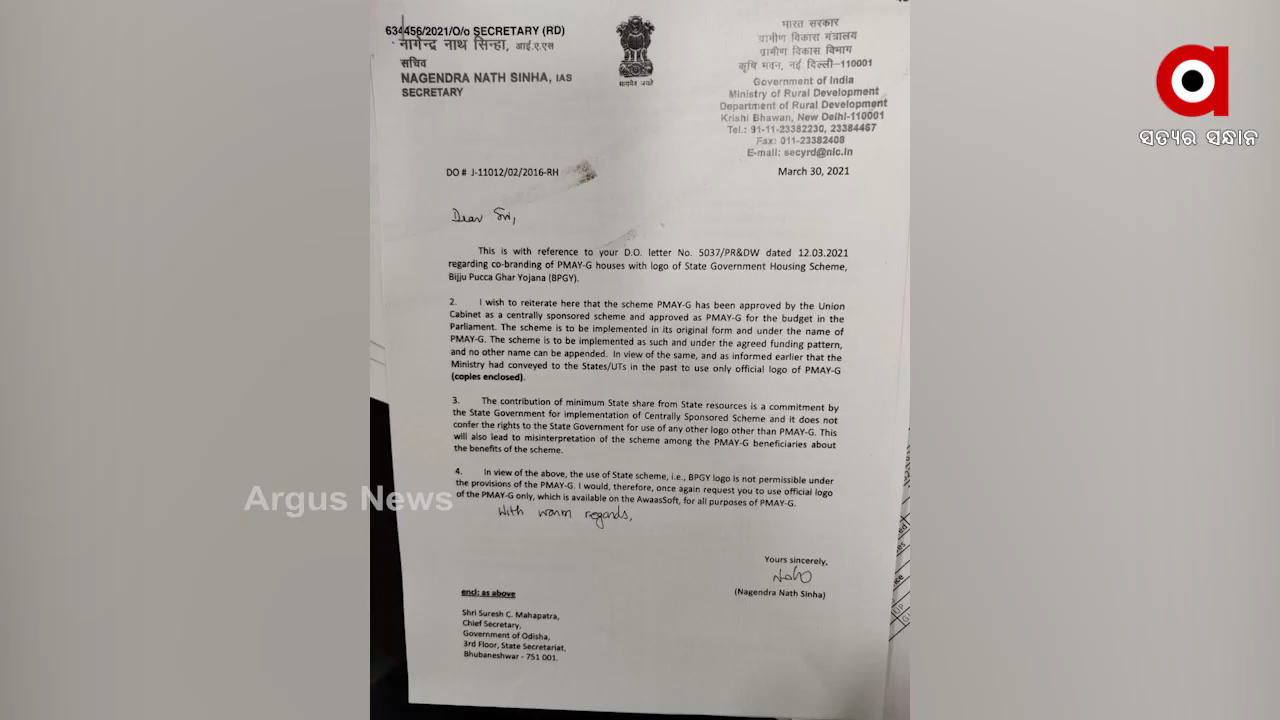 634456/2021/O/o SECRETARY (RD)
नागेन्द्र नाथ सिन्हा, आई.ए.एस
सचिव
NAGENDRA NATH SINHA, IAS
SECRETARY
सत्यमेव जयते
भारत सरकार
ग्रामीण विकास मंत्रालय
ग्रामीण विकास विभाग
कृषि भवन, नई दिल्ली–110001
Government of India
Ministry of Rural Development
Department of Rural Development
Krishi Bhawan, New Delhi-110001
Tel.: 91-11-23382230, 23384467
Fax: 011-23382408
E-mail: secyrd@nic.in
DO # J-11012/02/2016-RH
March 30, 2021
Dear Sri,
This is with reference to your D.O. letter No. 5037/PR&DW dated 12.03.2021
regarding co-branding of PMAY-G houses with logo of State Government Housing Scheme,
Bijju Pucca Ghar Yojana (BPGY).
2. I wish to reiterate here that the scheme PMAY-G has been approved by the Union
Cabinet as a centrally sponsored scheme and approved as PMAY-G for the budget in the
Parliament. The scheme is to be implemented in its original form and under the name of
PMAY-G. The scheme is to be implemented as such and under the agreed funding pattern,
and no other name can be appended. In view of the same, and as informed earlier that the
Ministry had conveyed to the States/UTs in the past to use only official logo of PMAY-G
(copies enclosed).
3. The contribution of minimum State share from State resources is a commitment by
the State Government for implementation of Centrally Sponsored Scheme and it does not
confer the rights to the State Government for use of any other logo other than PMAY-G. This
will also lead to misinterpretation of the scheme among the PMAY-G beneficiaries about
the benefits of the scheme.
4. In view of the above, the use of State scheme, i.e., BPGY logo is not permissible under
the provisions of the PMAY-G. I would, therefore, once again request you to use official logo
of the PMAY-G only, which is available on the AwaasSoft, for all purposes of PMAY-G.
With warm regards,
Yours sincerely,
(Nagendra Nath Sinha)
encl: as above
Shri Suresh C. Mahapatra,
Chief Secretary,
Government of Odisha,
3rd Floor, State Secretariat,
Bhubaneshwar - 751 001.
Argus News
a
ସତ୍ୟର ସନ୍ଧାନ